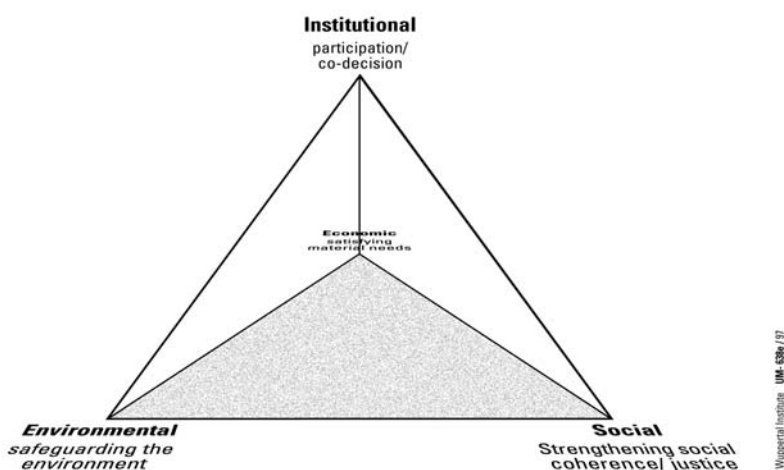 Institutional
participation/
co-decision
Economic
satisfying
material needs
Environmental
safeguarding the
environment
Social
Strengthening social
coherence/ justice
Wuppertal Institute UM-638e / 97